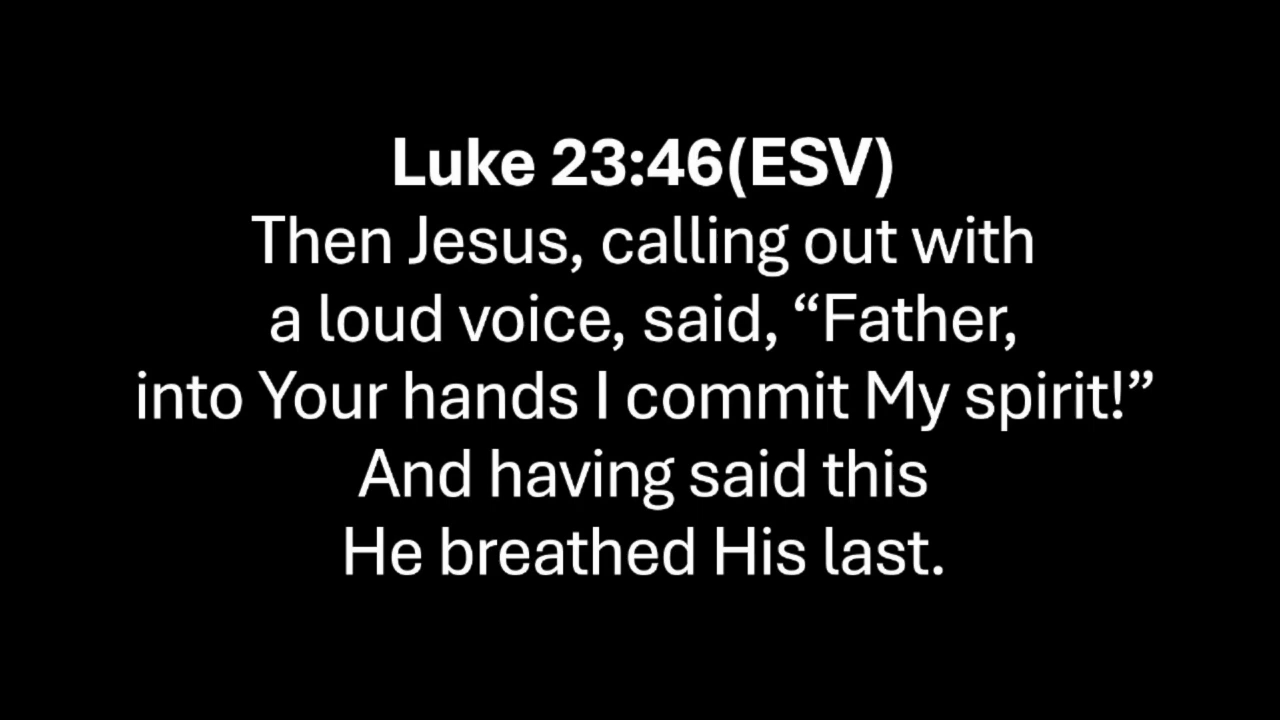 Luke 23:46(ESV)
Then Jesus, calling out with
a loud voice, said, “Father,
into Your hands I commit My spirit!”
And having said this
He breathed His last.